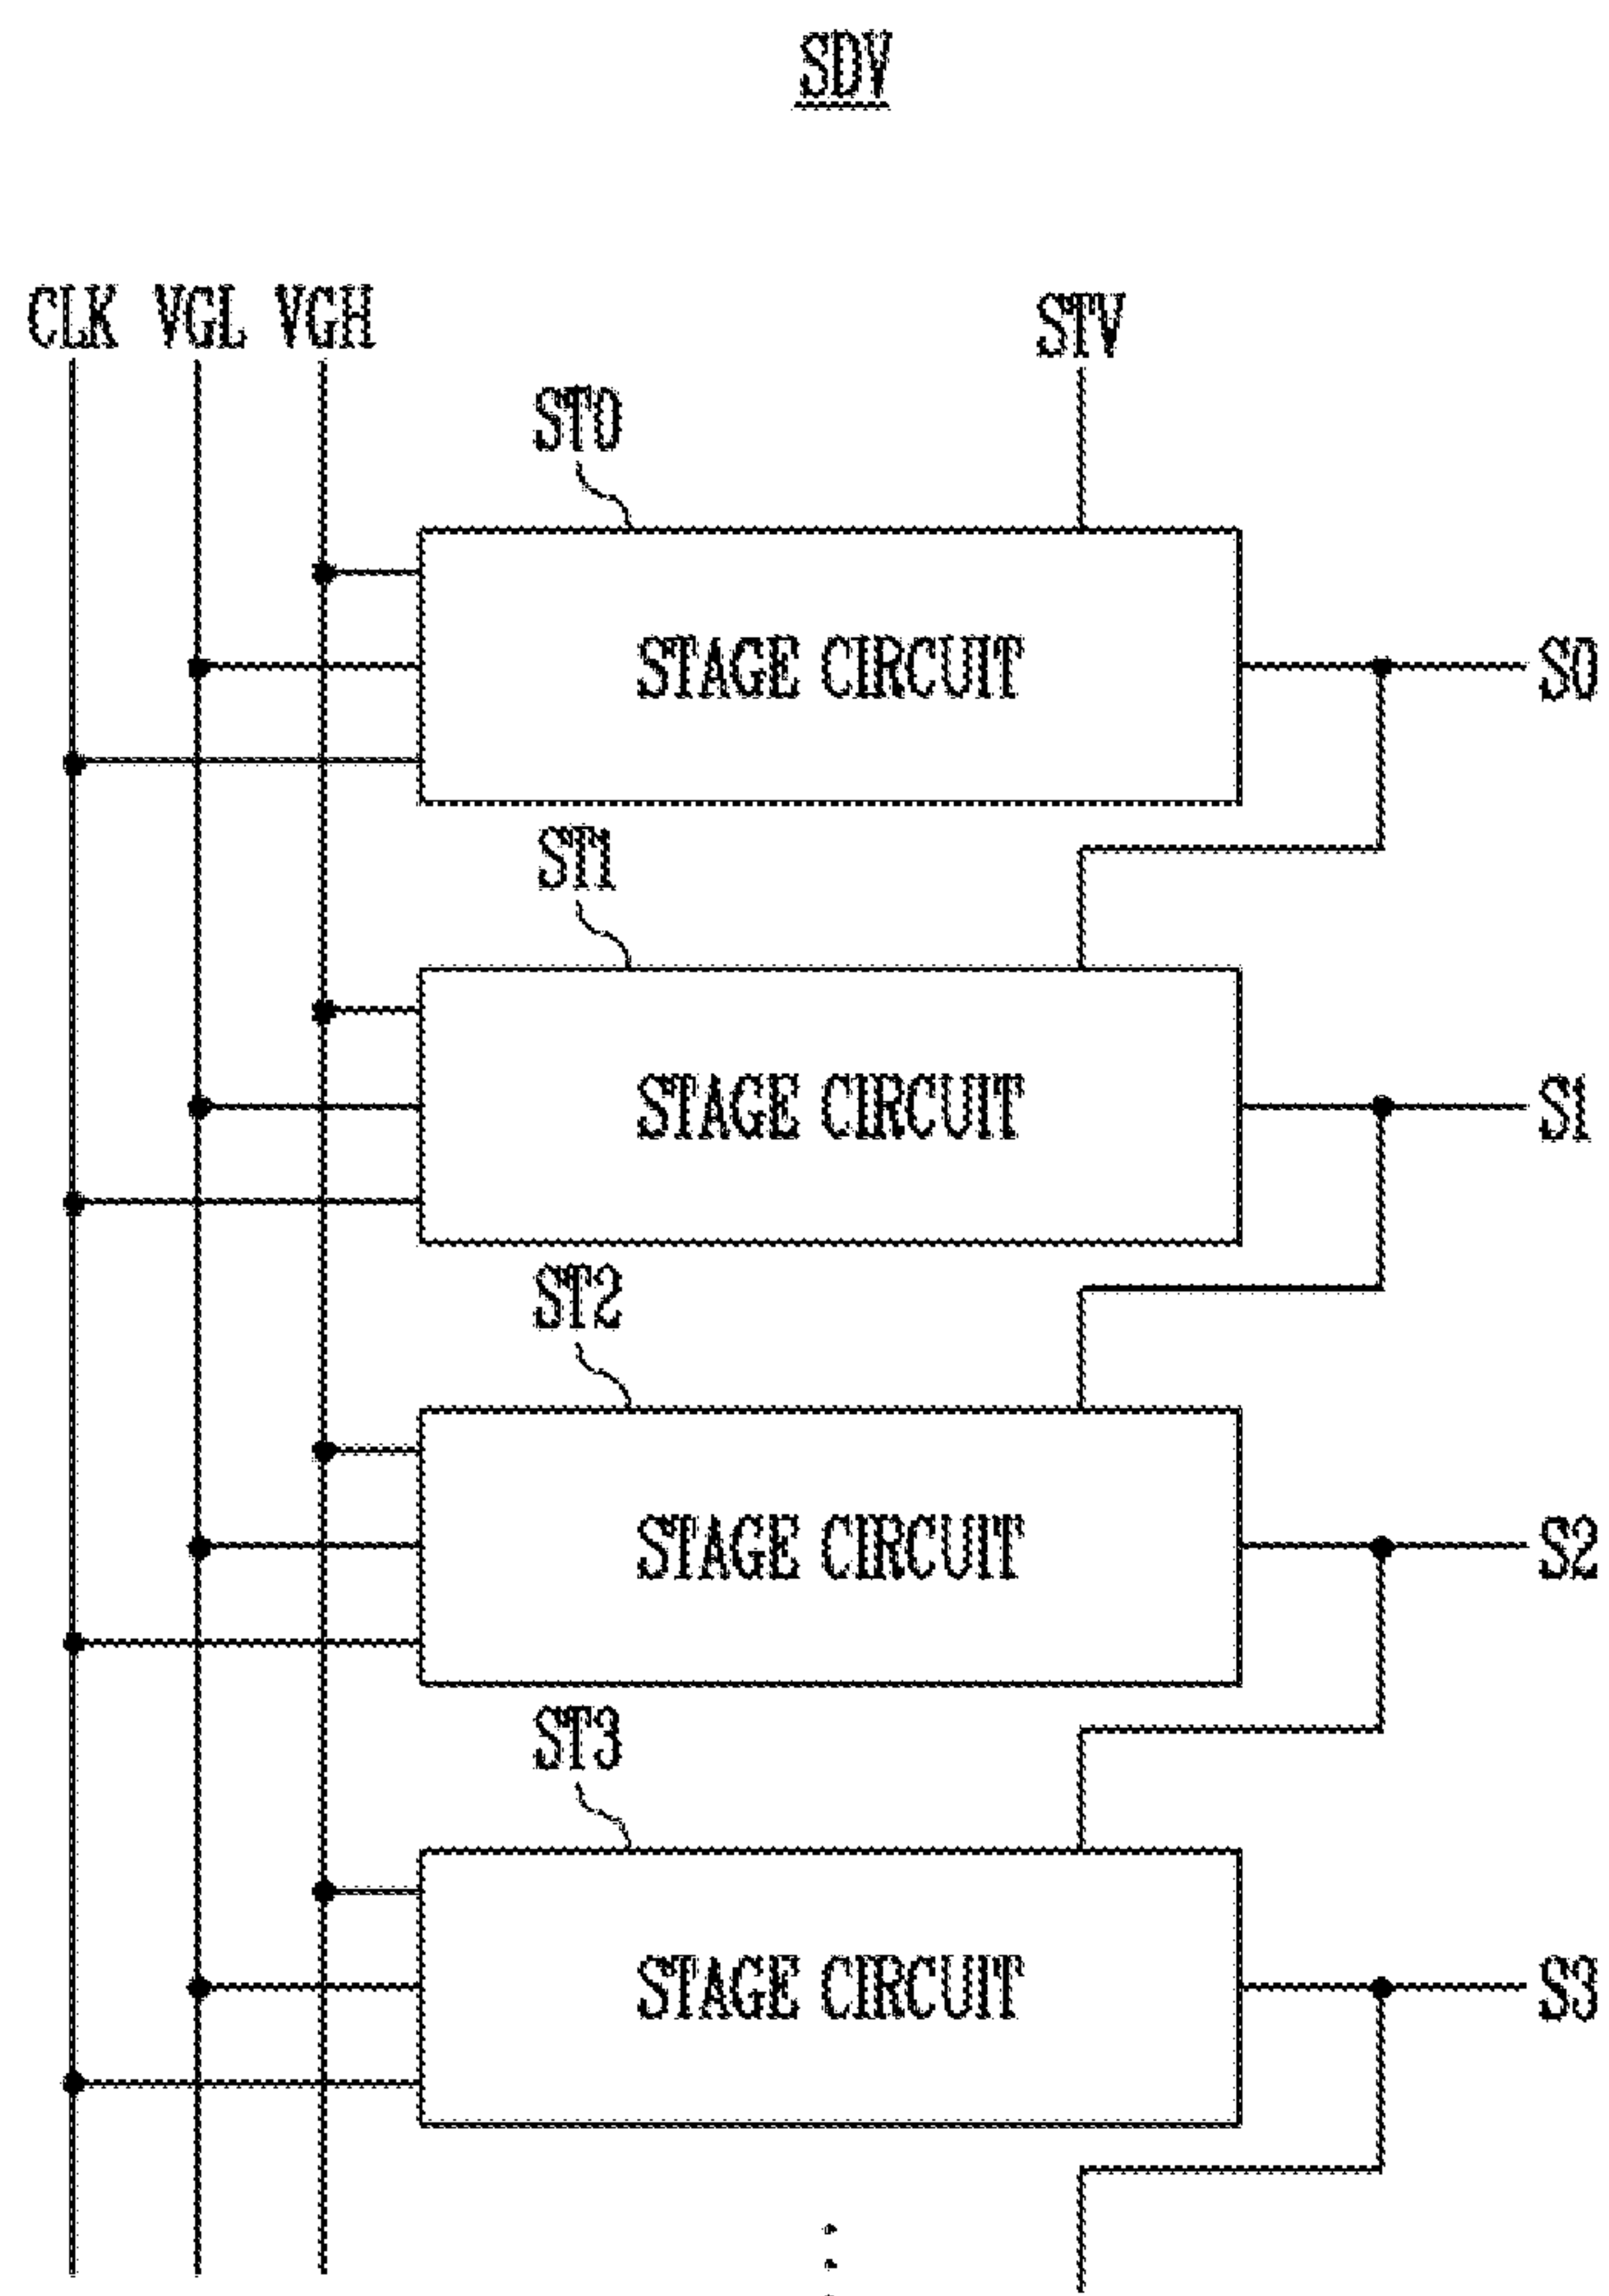 SDV
CLK VGL VGH STV
ST0
STAGE CIRCUIT
S0
ST1
STAGE CIRCUIT
S1
ST2
STAGE CIRCUIT
S2
ST3
STAGE CIRCUIT
S3